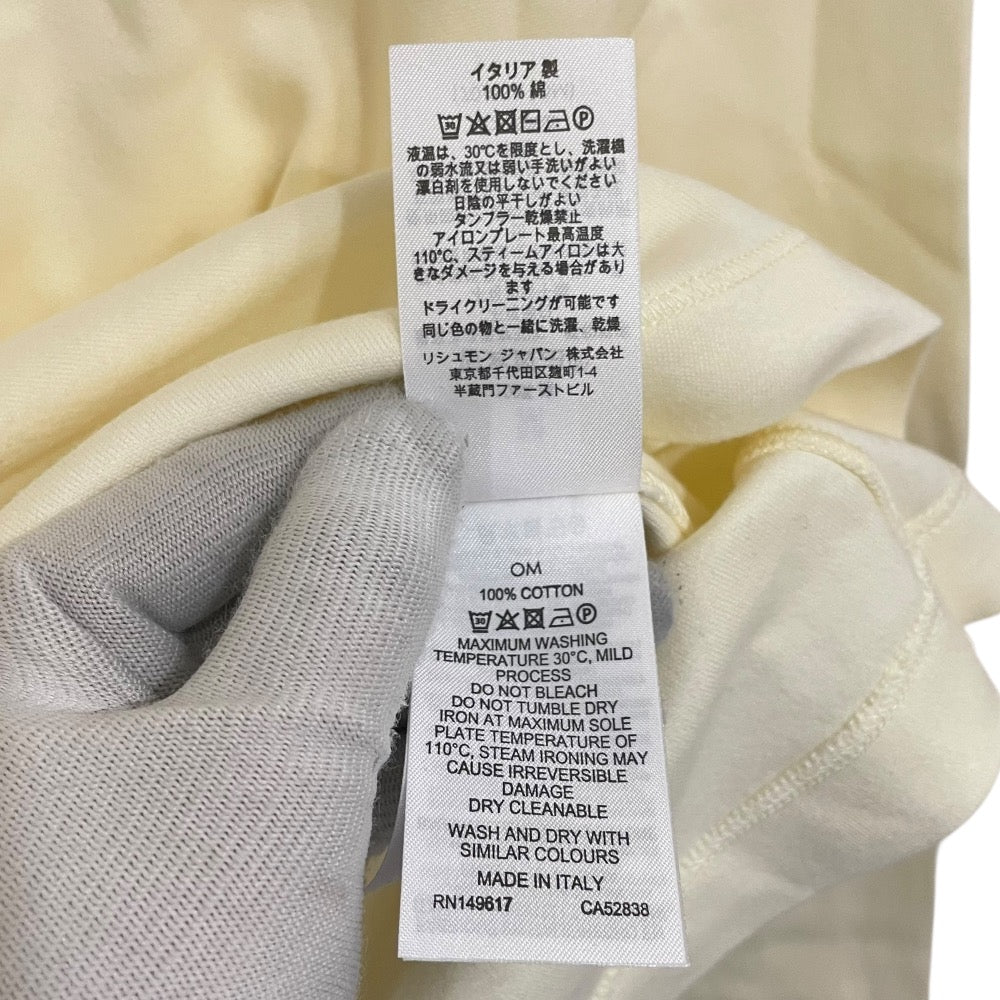 イタリア 製
100% 綿
30 P
液温は、30℃を限度とし、洗濯機
の弱水流又は弱い手洗いがよい
漂白剤を使用しないでください
日陰の平干しがよい
タンブラー乾燥禁止
アイロンプレート最高温度
110°C、スティームアイロンは大
きなダメージを与える場合があり
ます
ドライクリーニングが可能です
同じ色の物と一緒に洗濯、乾燥
リシュモン ジャパン 株式会社
東京都千代田区麹町1-4
半蔵門ファーストビル
OM
100% COTTON
30 P
MAXIMUM WASHING
TEMPERATURE 30°C, MILD
PROCESS
DO NOT BLEACH
DO NOT TUMBLE DRY
IRON AT MAXIMUM SOLE
PLATE TEMPERATURE OF
110°C, STEAM IRONING MAY
CAUSE IRREVERSIBLE
DAMAGE
DRY CLEANABLE
WASH AND DRY WITH
SIMILAR COLOURS
MADE IN ITALY
RN149617 CA52838